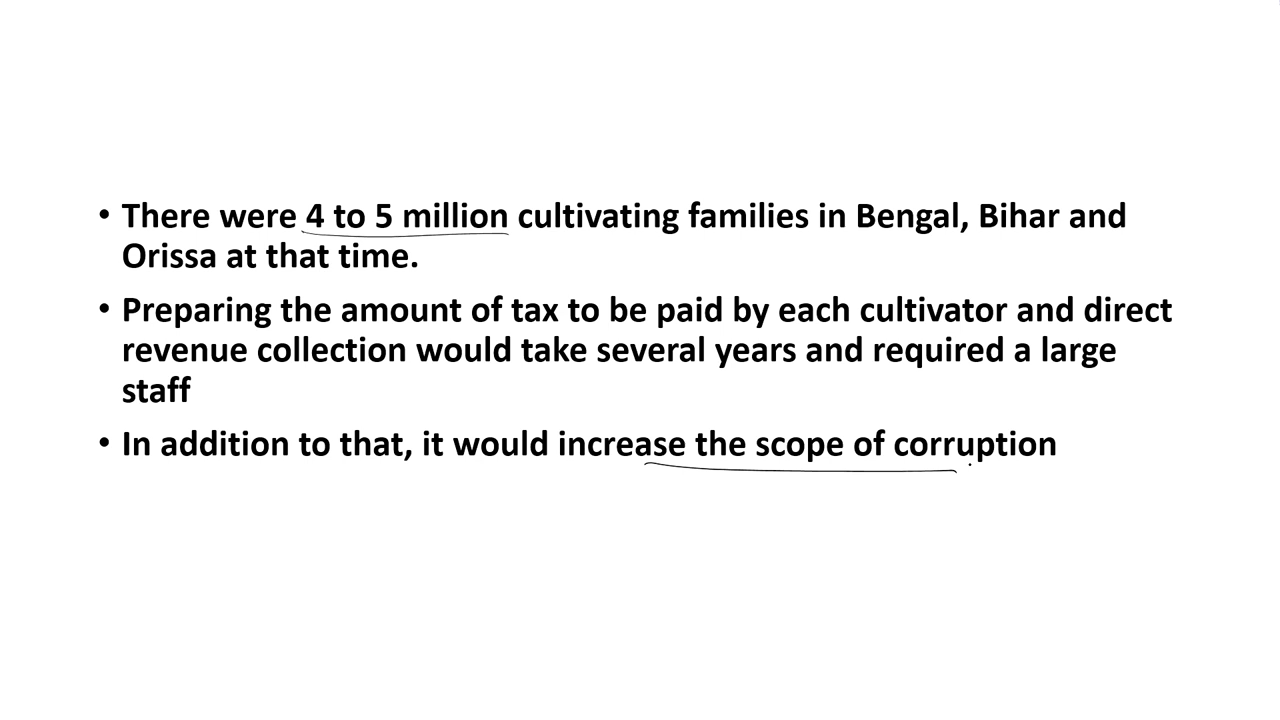 • There were 4 to 5 million cultivating families in Bengal, Bihar and
Orissa at that time.
• Preparing the amount of tax to be paid by each cultivator and direct
revenue collection would take several years and required a large
staff
• In addition to that, it would increase the scope of corruption